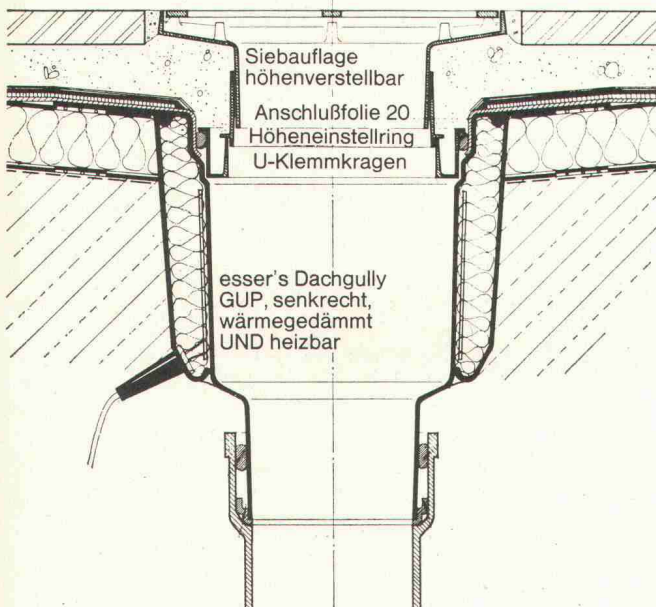 Siebauflage
höhenverstellbar
Anschlußfolie 20
Höheneinstellring
U-Klemmkragen
esser's Dachgully
GUP, senkrecht,
wärmegedämmt
UND heizbar